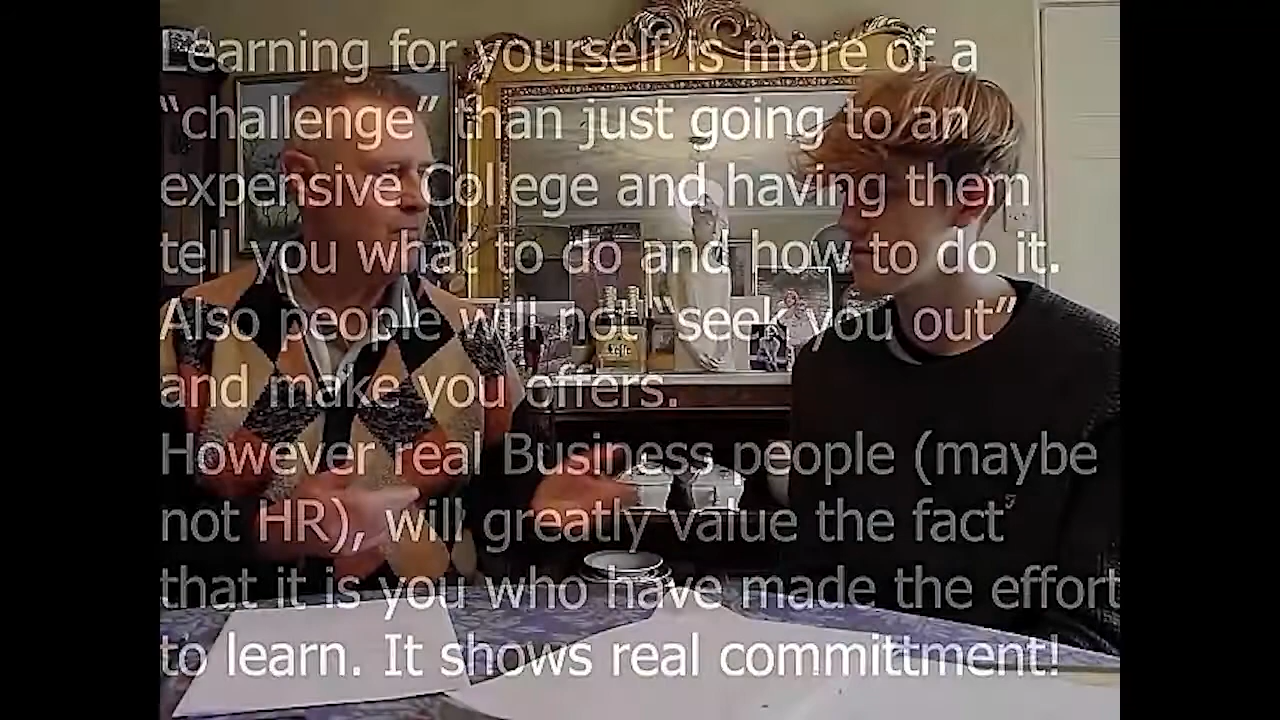 Learning for yourself is more of a
“challenge” than just going to an
expensive College and having them
tell you what to do and how to do it.
Also people will not “seek you out”
and make you offers.
However real Business people (maybe
not HR), will greatly value the fact
that it is you who have made the effort
to learn. It shows real committment!